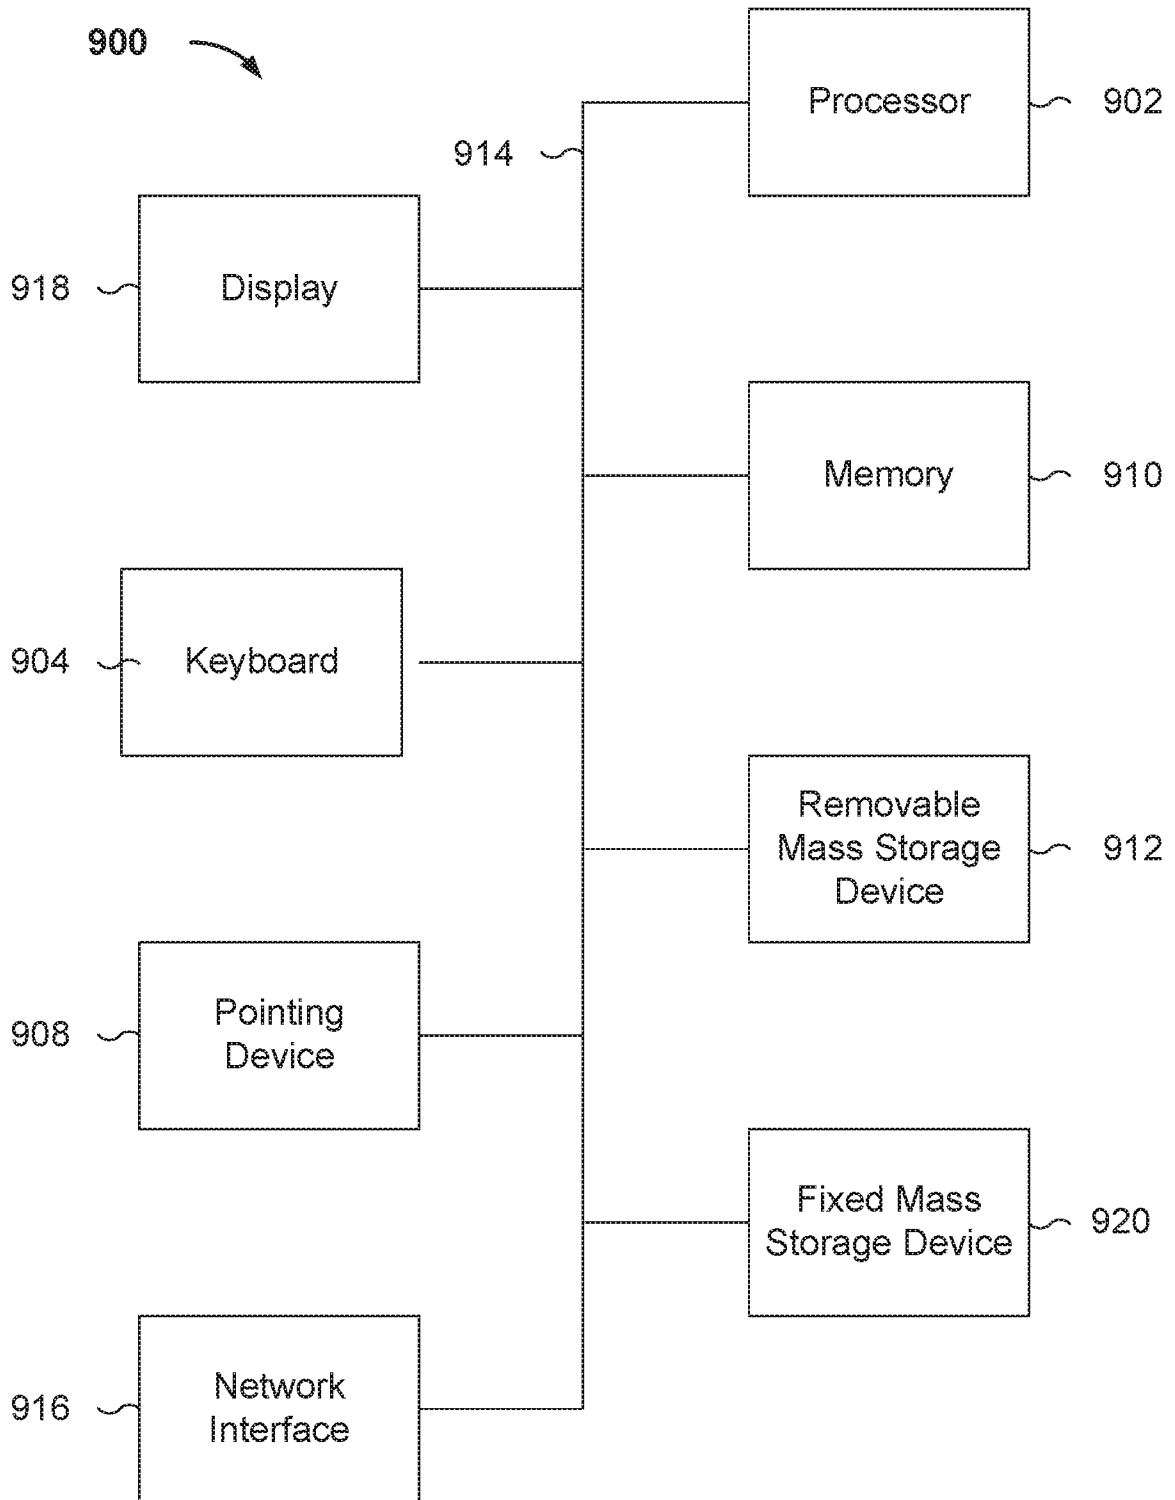 900
Processor
902
914
918
Display
Memory
910
904
Keyboard
Removable
Mass Storage
Device
912
908
Pointing
Device
Fixed Mass
Storage Device
920
916
Network
Interface